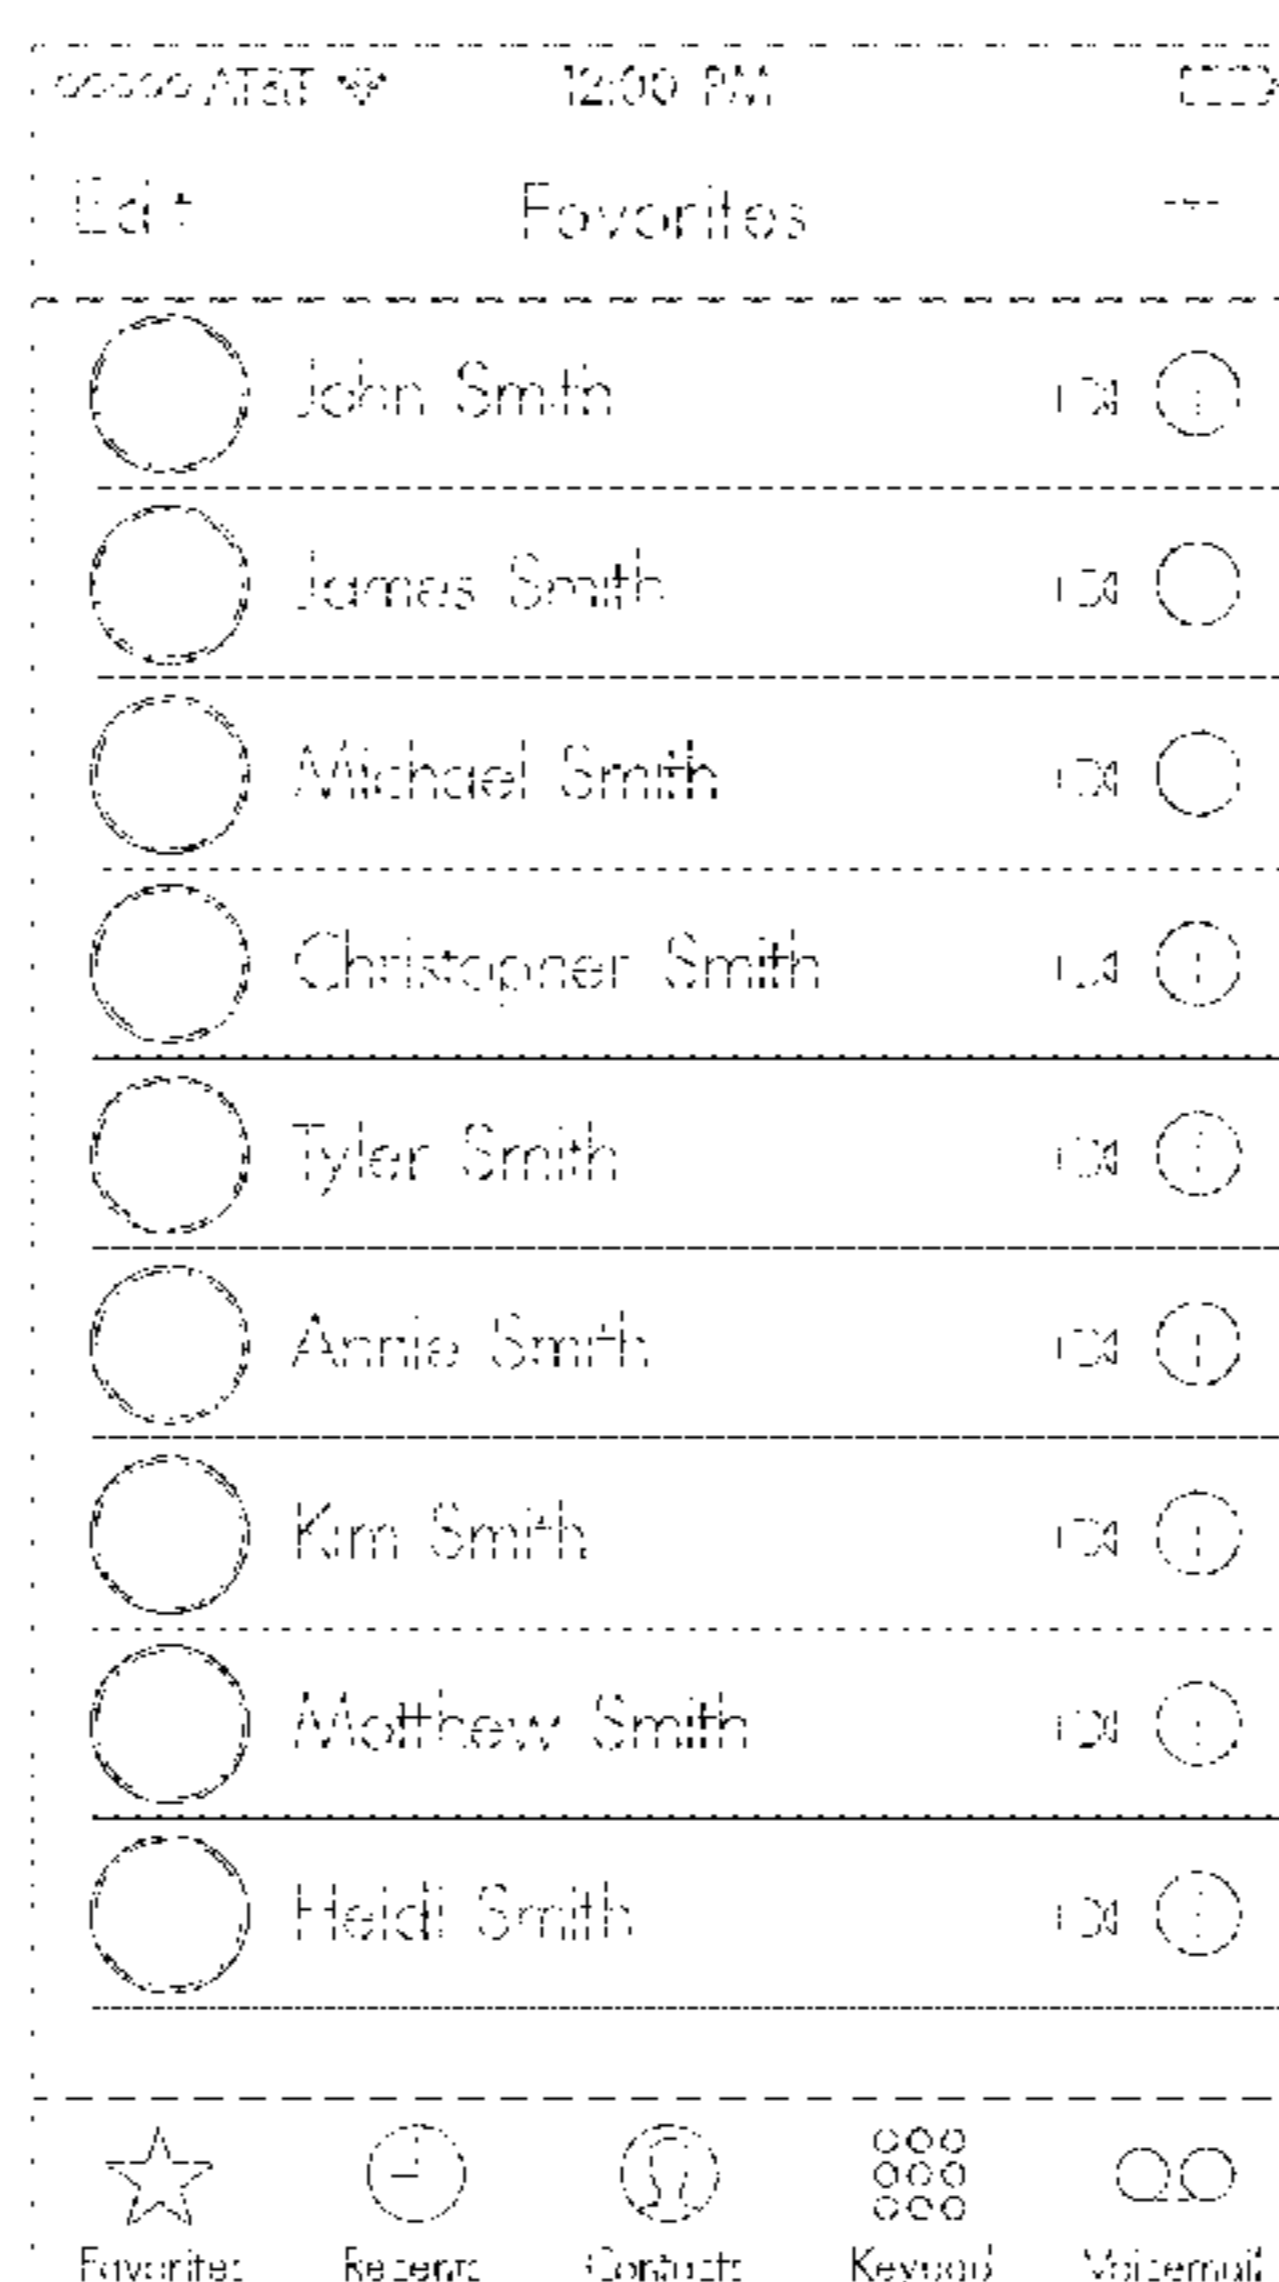 AT&T 12:00 PM
Edit Favorites
John Smith
James Smith
Michael Smith
Christopher Smith
Tyler Smith
Annie Smith
Kim Smith
Matthew Smith
Heidi Smith
Favorites Recents Contacts Keypad Voicemail